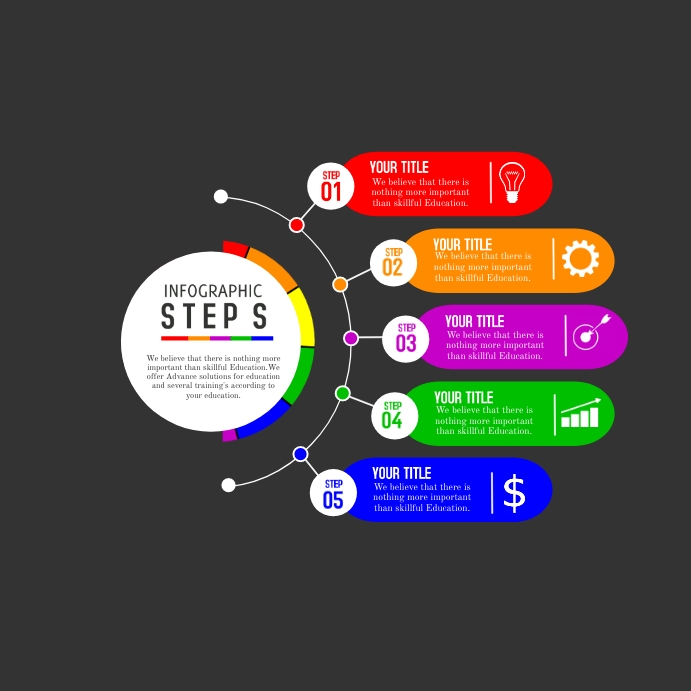 INFOGRAPHIC
STEP S
We believe that there is nothing more
important than skillful Education.We
offer Advance solutions for education
and several training's according to
your education.
STEP
01
YOUR TITLE
We believe that there is
nothing more important
than skillful Education.
STEP
02
YOUR TITLE
We believe that there is
nothing more important
than skillful Education.
STEP
03
YOUR TITLE
We believe that there is
nothing more important
than skillful Education.
STEP
04
YOUR TITLE
We believe that there is
nothing more important
than skillful Education.
STEP
05
YOUR TITLE
We believe that there is
nothing more important
than skillful Education.
$